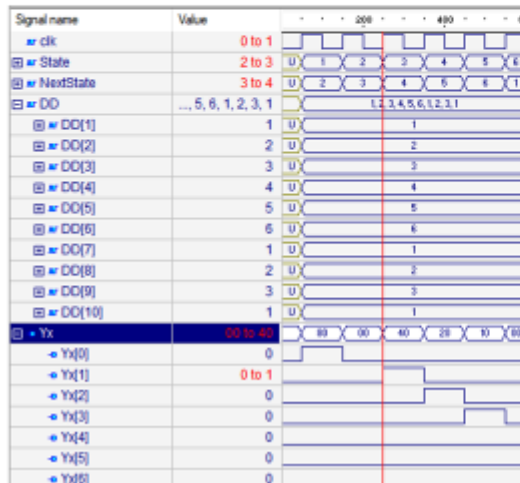 Signal name Value 200 400
clk 0 to 1
State 2 to 3 U 1 2 3 4 5 6
NextState 3 to 4 U 2 3 4 5 6 1
DD ..., 5, 6, 1, 2, 3, 1 1,2,3,4,5,6,1,2,3,1
DD[1] 1 U 1
DD[2] 2 U 2
DD[3] 3 U 3
DD[4] 4 U 4
DD[5] 5 U 5
DD[6] 6 U 6
DD[7] 1 U 1
DD[8] 2 U 2
DD[9] 3 U 3
DD[10] 1 U 1
Yx 00 to 40 80 00 40 20 10
Yx[0] 0
Yx[1] 0 to 1
Yx[2] 0
Yx[3] 0
Yx[4] 0
Yx[5] 0
Yx[6] 0